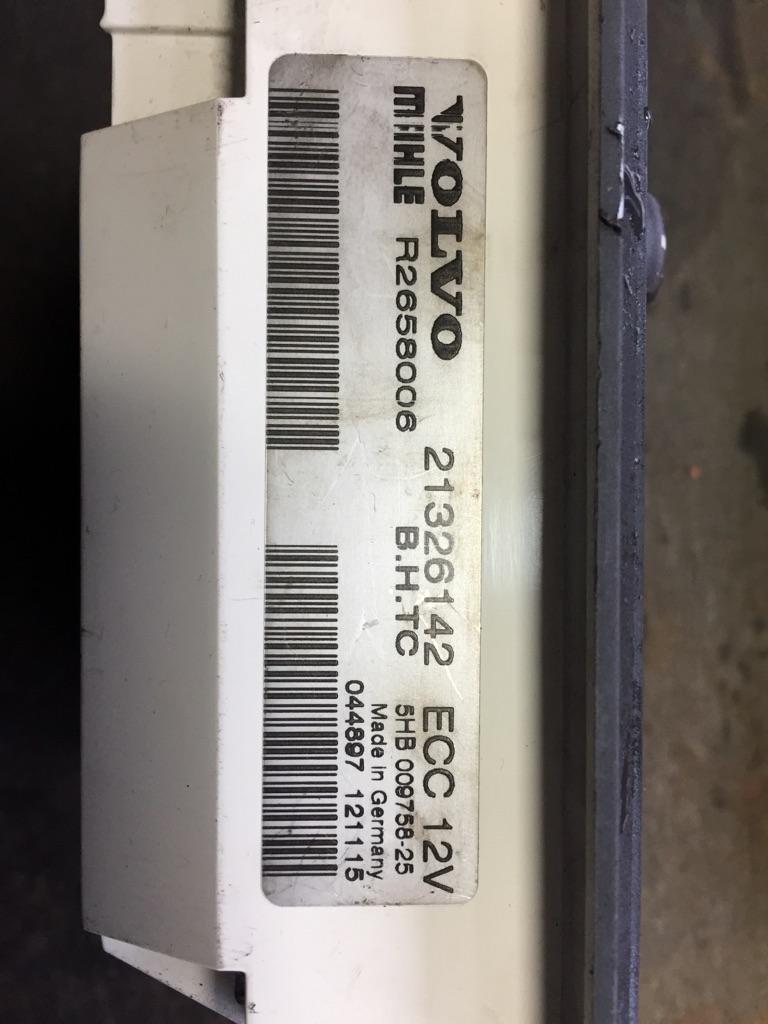 VOLVO 21326142 ECC 12V
MAHLE R2658006 B.H.TC 5HB 009758-25
Made in Germany
044897 121115